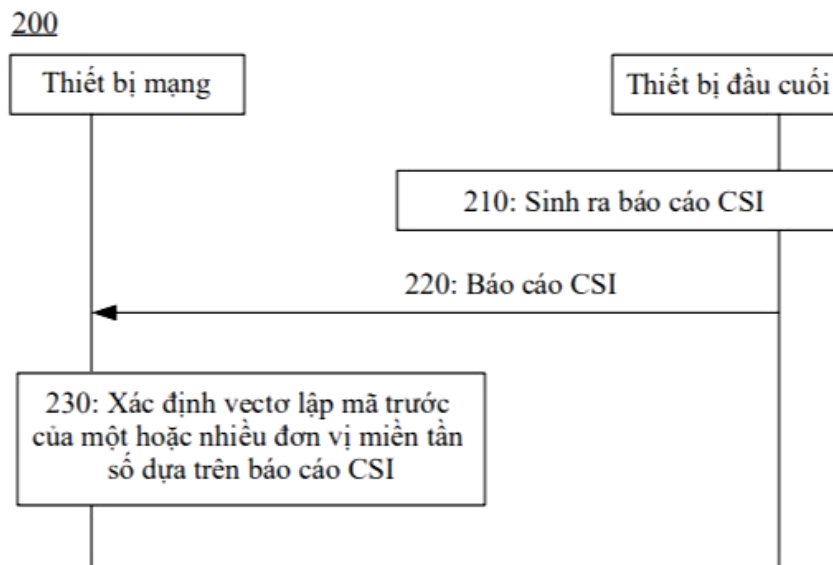 200
Thiết bị mạng
Thiết bị đầu cuối
210: Sinh ra báo cáo CSI
220: Báo cáo CSI
230: Xác định vectơ lập mã trước
của một hoặc nhiều đơn vị miền tần
số dựa trên báo cáo CSI